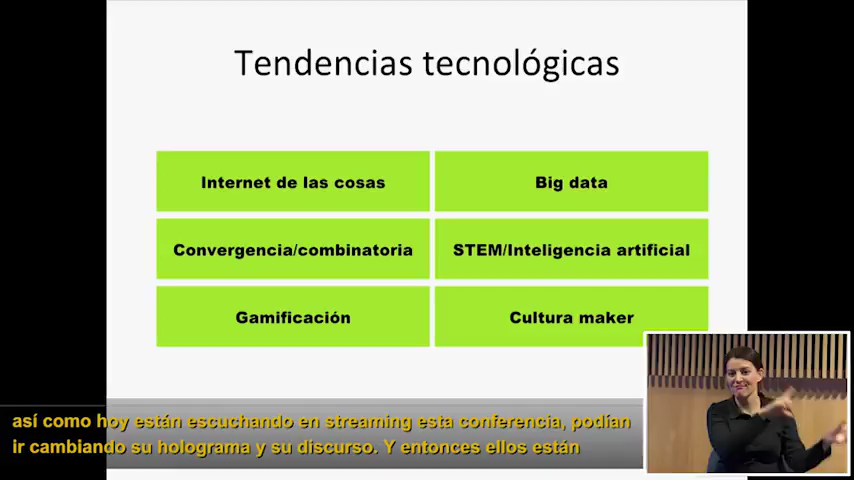 Tendencias tecnológicas
Internet de las cosas
Big data
Convergencia/combinatoria
STEM/Inteligencia artificial
Gamificación
Cultura maker
así como hoy están escuchando en streaming esta conferencia, podían
ir cambiando su holograma y su discurso. Y entonces ellos están